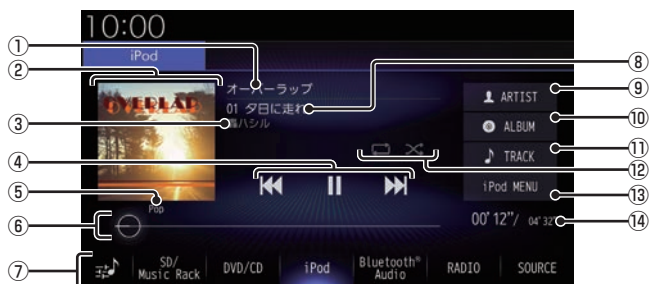 10:00
iPod
①
②
③
④
⑤
⑥
⑦
OVERLAP
オーバーラップ
01 夕日に走れ
轟ハシル
Pop
ARTIST
ALBUM
TRACK
iPod MENU
00'12"/ 04'32"
SD/
Music Rack
DVD/CD
iPod
Bluetooth®
Audio
RADIO
SOURCE
⑧
⑨
⑩
⑪
⑫
⑬
⑭